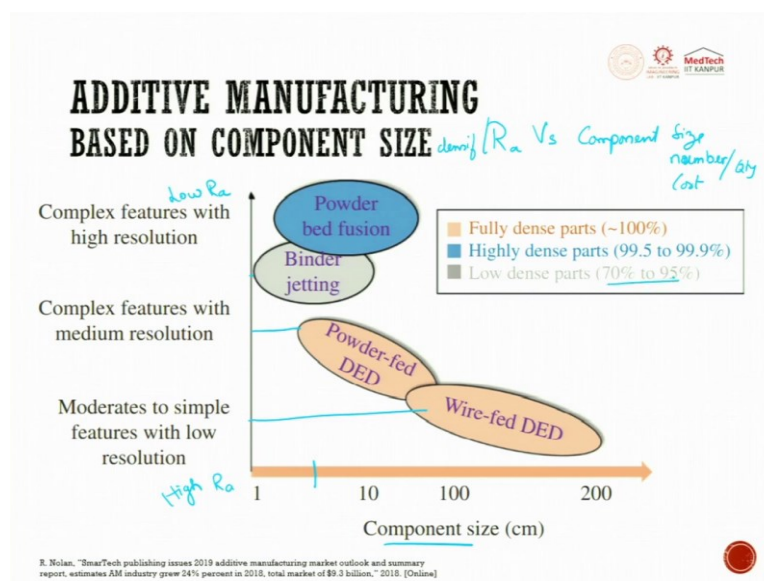 MedTech
IIT KANPUR
ADDITIVE MANUFACTURING
BASED ON COMPONENT SIZE
/Ra Vs Component Size
number/Qty
Cost
Low Ra
Complex features with
high resolution
Complex features with
medium resolution
Moderates to simple
features with low
resolution
High Ra
Powder
bed fusion
Binder
jetting
Powder-fed
DED
Wire-fed DED
Fully dense parts (~100%)
Highly dense parts (99.5 to 99.9%)
Low dense parts (70% to 95%)
1 10 100 200
Component size (cm)
R. Nolan, "SmarTech publishing issues 2019 additive manufacturing market outlook and summary
report, estimates AM industry grew 24% percent in 2018, total market of $9.3 billion," 2018. [Online]